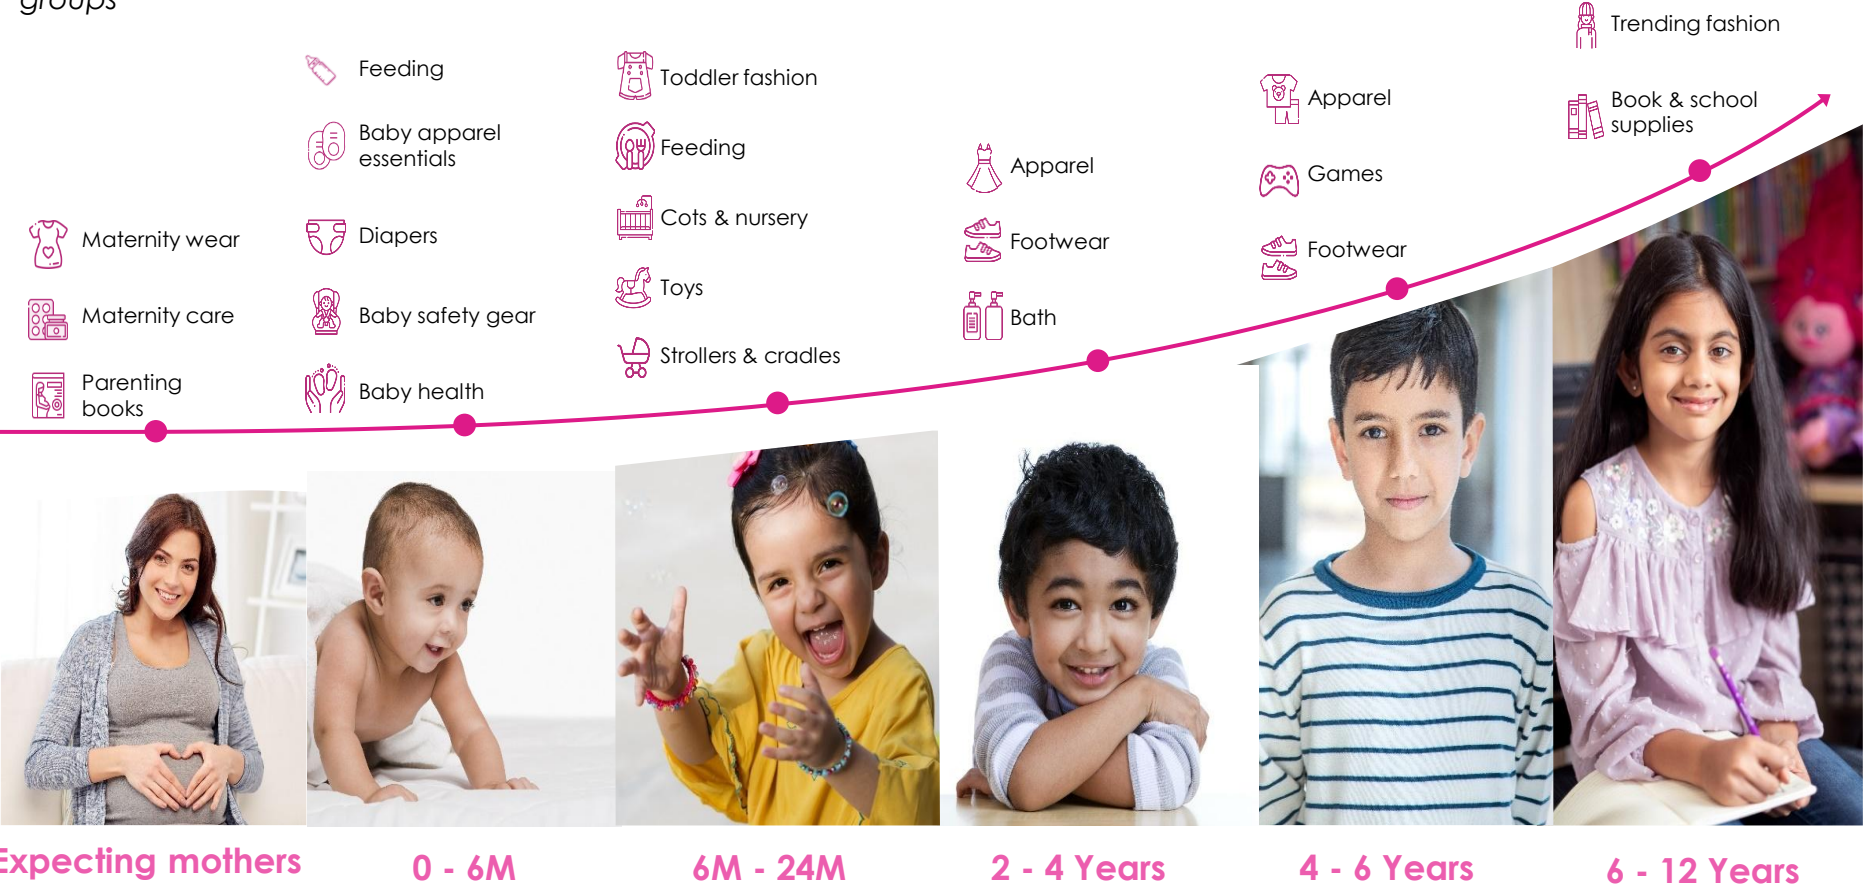 groups
Maternity wear
Maternity care
Parenting
books
Feeding
Baby apparel
essentials
Diapers
Baby safety gear
Baby health
Toddler fashion
Feeding
Cots & nursery
Toys
Strollers & cradles
Apparel
Footwear
Bath
Apparel
Games
Footwear
Trending fashion
Book & school
supplies
Expecting mothers
0 - 6M
6M - 24M
2 - 4 Years
4 - 6 Years
6 - 12 Years